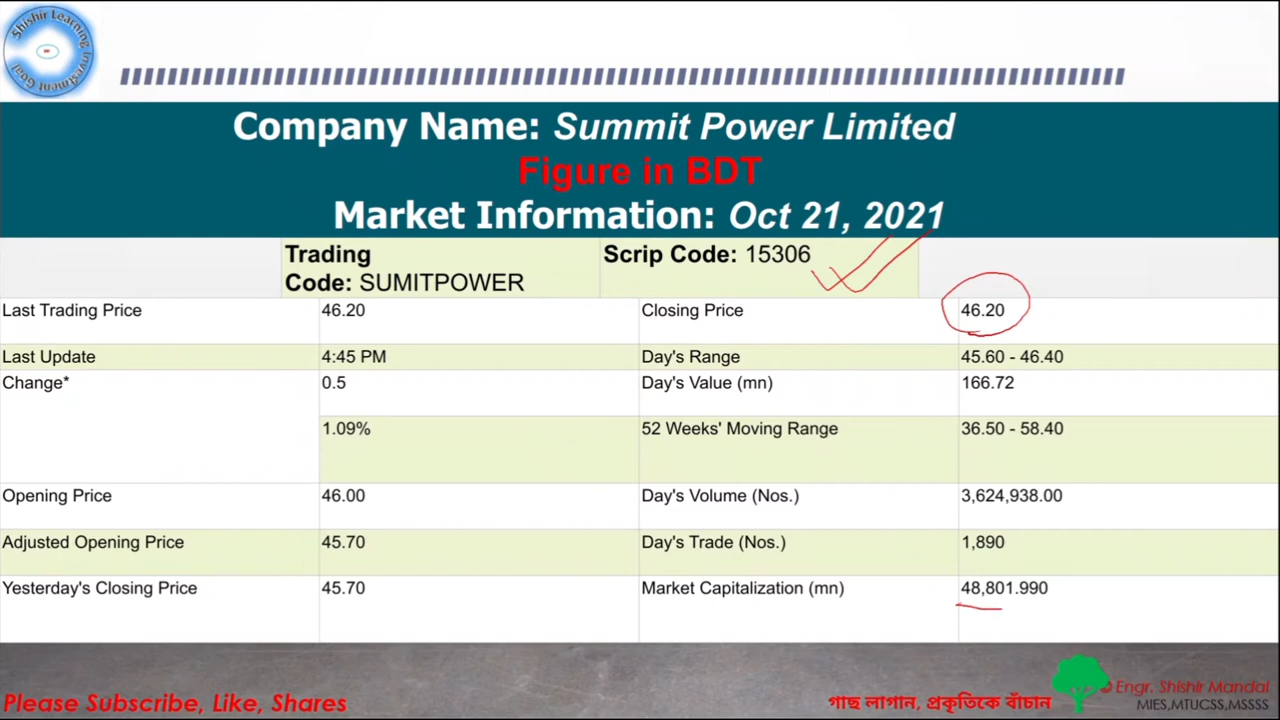 Shishir Learning
Investment Goal
Company Name: Summit Power Limited
Figure in BDT
Market Information: Oct 21, 2021
Trading
Code: SUMITPOWER
Scrip Code: 15306
Last Trading Price 46.20 Closing Price 46.20
Last Update 4:45 PM Day's Range 45.60 - 46.40
Change* 0.5 Day's Value (mn) 166.72
1.09% 52 Weeks' Moving Range 36.50 - 58.40
Opening Price 46.00 Day's Volume (Nos.) 3,624,938.00
Adjusted Opening Price 45.70 Day's Trade (Nos.) 1,890
Yesterday's Closing Price 45.70 Market Capitalization (mn) 48,801.990
Please Subscribe, Like, Shares
গাছ লাগান, প্রকৃতিকে বাঁচান
© Engr. Shishir Mandal
MIES,MTUCSS,MSSSS